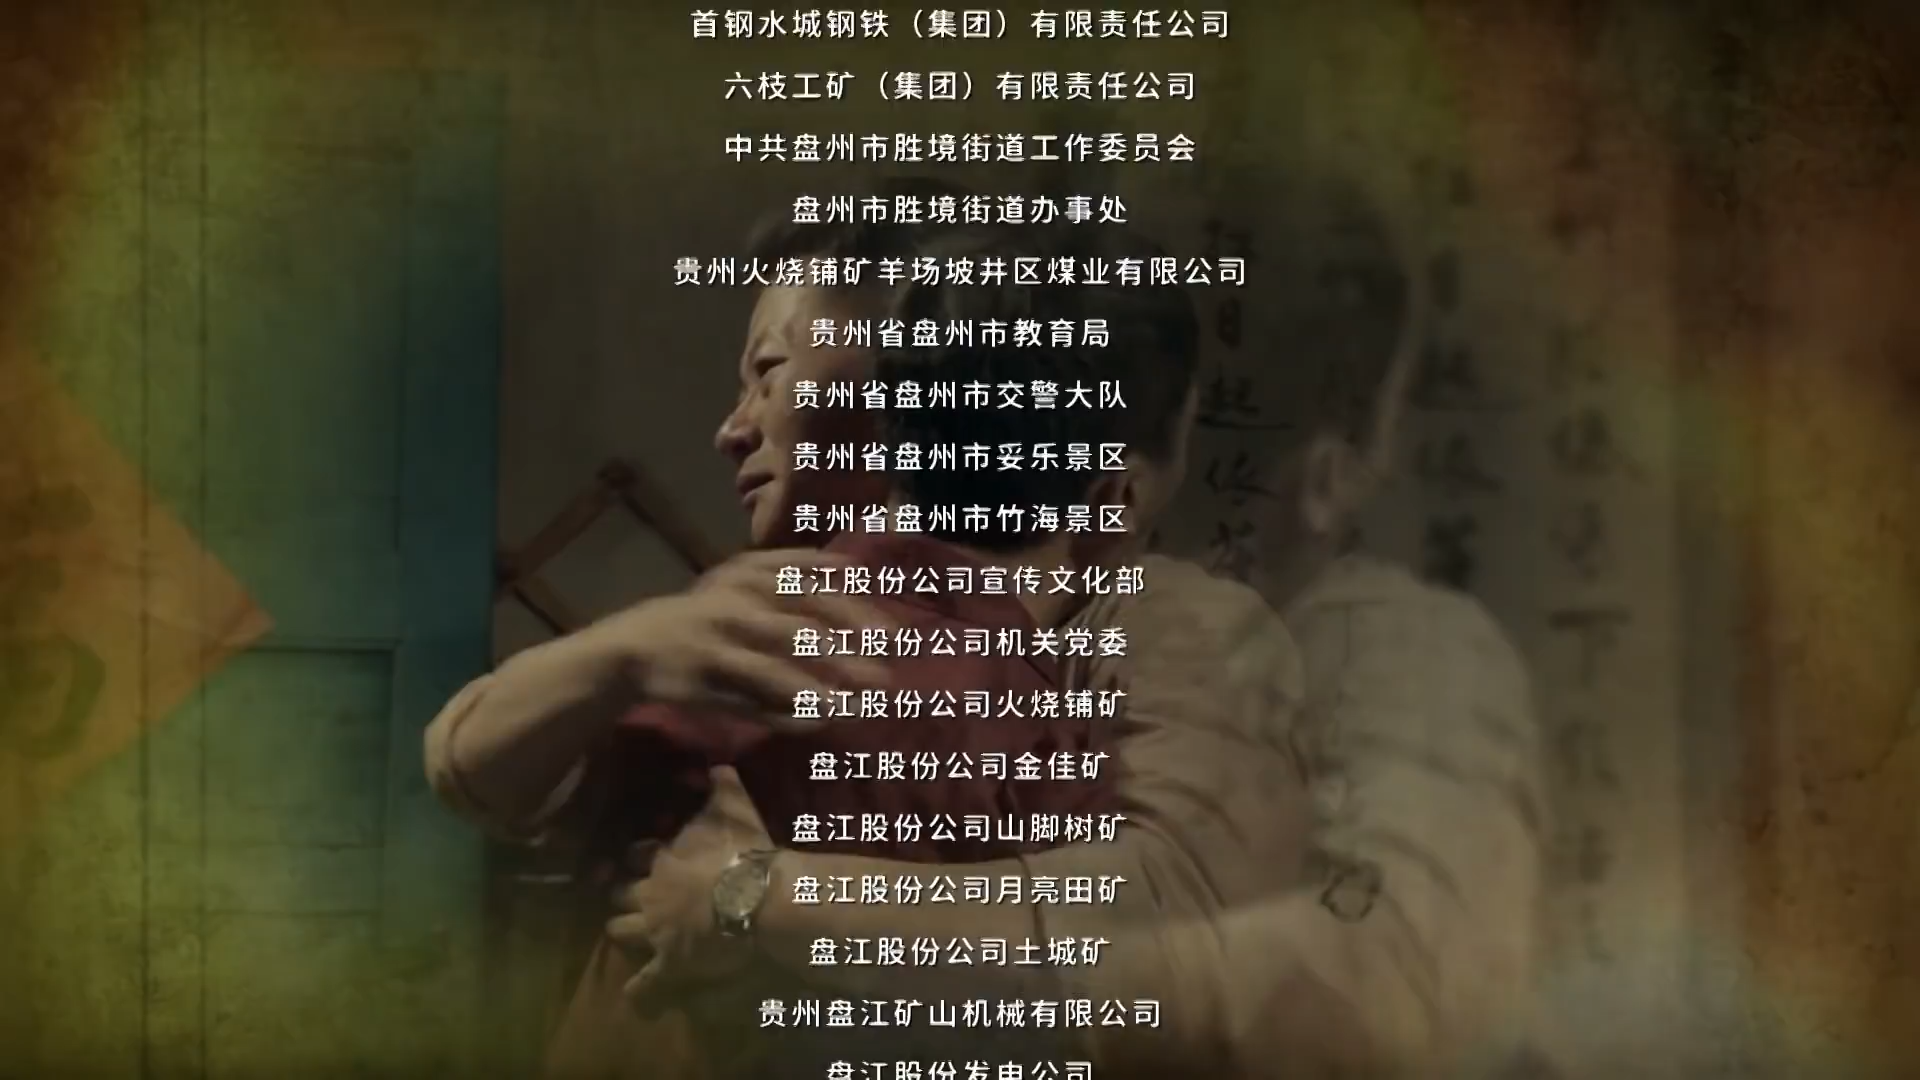 首钢水城钢铁（集团）有限责任公司
六枝工矿（集团）有限责任公司
中共盘州市胜境街道工作委员会
盘州市胜境街道办事处
贵州火烧铺矿羊场坡井区煤业有限公司
贵州省盘州市教育局
贵州省盘州市交警大队
贵州省盘州市妥乐景区
贵州省盘州市竹海景区
盘江股份公司宣传文化部
盘江股份公司机关党委
盘江股份公司火烧铺矿
盘江股份公司金佳矿
盘江股份公司山脚树矿
盘江股份公司月亮田矿
盘江股份公司土城矿
贵州盘江矿山机械有限公司
盘江股份发电公司